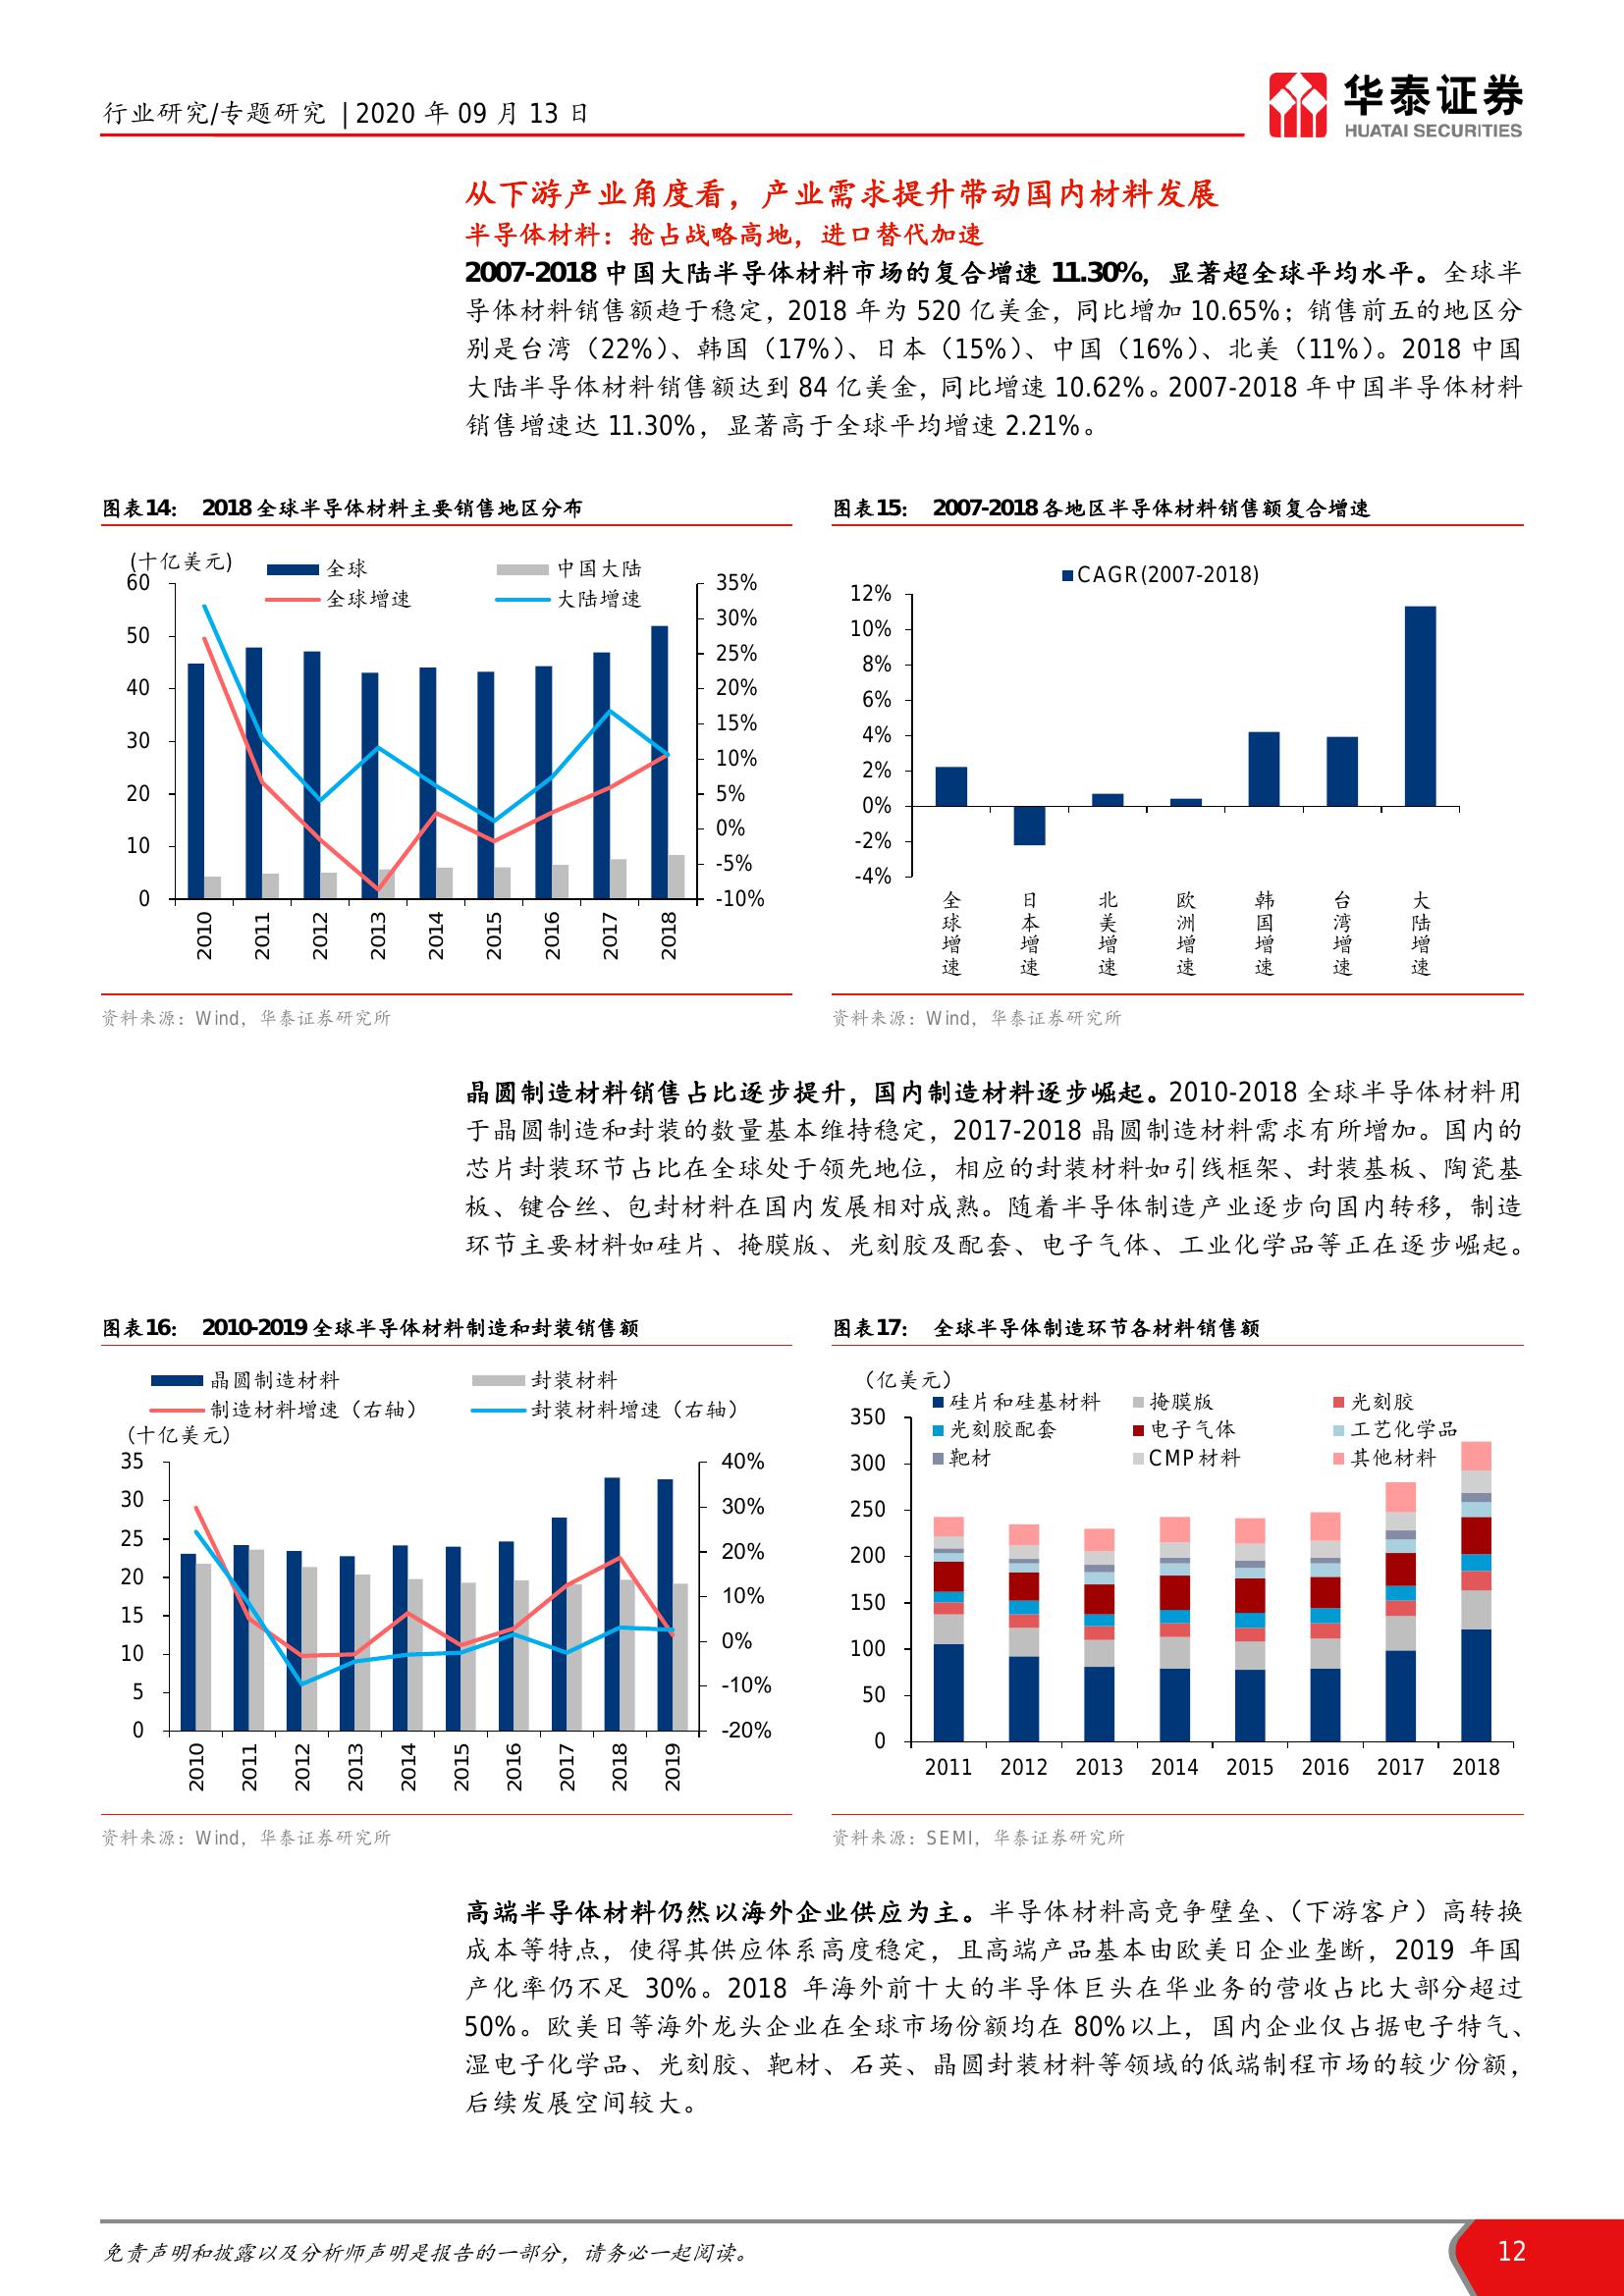 行业研究/专题研究 | 2020 年 09 月 13 日
华泰证券
HUATAI SECURITIES
从下游产业角度看，产业需求提升带动国内材料发展
半导体材料：抢占战略高地，进口替代加速
2007-2018 中国大陆半导体材料市场的复合增速 11.30%，显著超全球平均水平。全球半
导体材料销售额趋于稳定，2018 年为 520 亿美金，同比增加 10.65%；销售前五的地区分
别是台湾（22%）、韩国（17%）、日本（15%）、中国（16%）、北美（11%）。2018 中国
大陆半导体材料销售额达到 84 亿美金，同比增速 10.62%。2007-2018 年中国半导体材料
销售增速达 11.30%，显著高于全球平均增速 2.21%。
图表14： 2018 全球半导体材料主要销售地区分布
(十亿美元)
全球
中国大陆
全球增速
大陆增速
60
50
40
30
20
10
0
35%
30%
25%
20%
15%
10%
5%
0%
-5%
-10%
2010
2011
2012
2013
2014
2015
2016
2017
2018
资料来源：Wind，华泰证券研究所
图表15： 2007-2018 各地区半导体材料销售额复合增速
CAGR(2007-2018)
12%
10%
8%
6%
4%
2%
0%
-2%
-4%
全球增速
日本增速
北美增速
欧洲增速
韩国增速
台湾增速
大陆增速
资料来源：Wind，华泰证券研究所
晶圆制造材料销售占比逐步提升，国内制造材料逐步崛起。2010-2018 全球半导体材料用
于晶圆制造和封装的数量基本维持稳定，2017-2018 晶圆制造材料需求有所增加。国内的
芯片封装环节占比在全球处于领先地位，相应的封装材料如引线框架、封装基板、陶瓷基
板、键合丝、包封材料在国内发展相对成熟。随着半导体制造产业逐步向国内转移，制造
环节主要材料如硅片、掩膜版、光刻胶及配套、电子气体、工业化学品等正在逐步崛起。
图表16： 2010-2019 全球半导体材料制造和封装销售额
晶圆制造材料
封装材料
制造材料增速（右轴）
封装材料增速（右轴）
(十亿美元)
35
30
25
20
15
10
5
0
40%
30%
20%
10%
0%
-10%
-20%
2010
2011
2012
2013
2014
2015
2016
2017
2018
2019
资料来源：Wind，华泰证券研究所
图表17： 全球半导体制造环节各材料销售额
（亿美元）
硅片和硅基材料
掩膜版
光刻胶
光刻胶配套
电子气体
工艺化学品
靶材
CMP 材料
其他材料
350
300
250
200
150
100
50
0
2011
2012
2013
2014
2015
2016
2017
2018
资料来源：SEMI，华泰证券研究所
高端半导体材料仍然以海外企业供应为主。半导体材料高竞争壁垒、（下游客户）高转换
成本等特点，使得其供应体系高度稳定，且高端产品基本由欧美日企业垄断，2019 年国
产化率仍不足 30%。2018 年海外前十大的半导体巨头在华业务的营收占比大部分超过
50%。欧美日等海外龙头企业在全球市场份额均在 80%以上，国内企业仅占据电子特气、
湿电子化学品、光刻胶、靶材、石英、晶圆封装材料等领域的低端制程市场的较少份额，
后续发展空间较大。
免责声明和披露以及分析师声明是报告的一部分，请务必一起阅读。
12